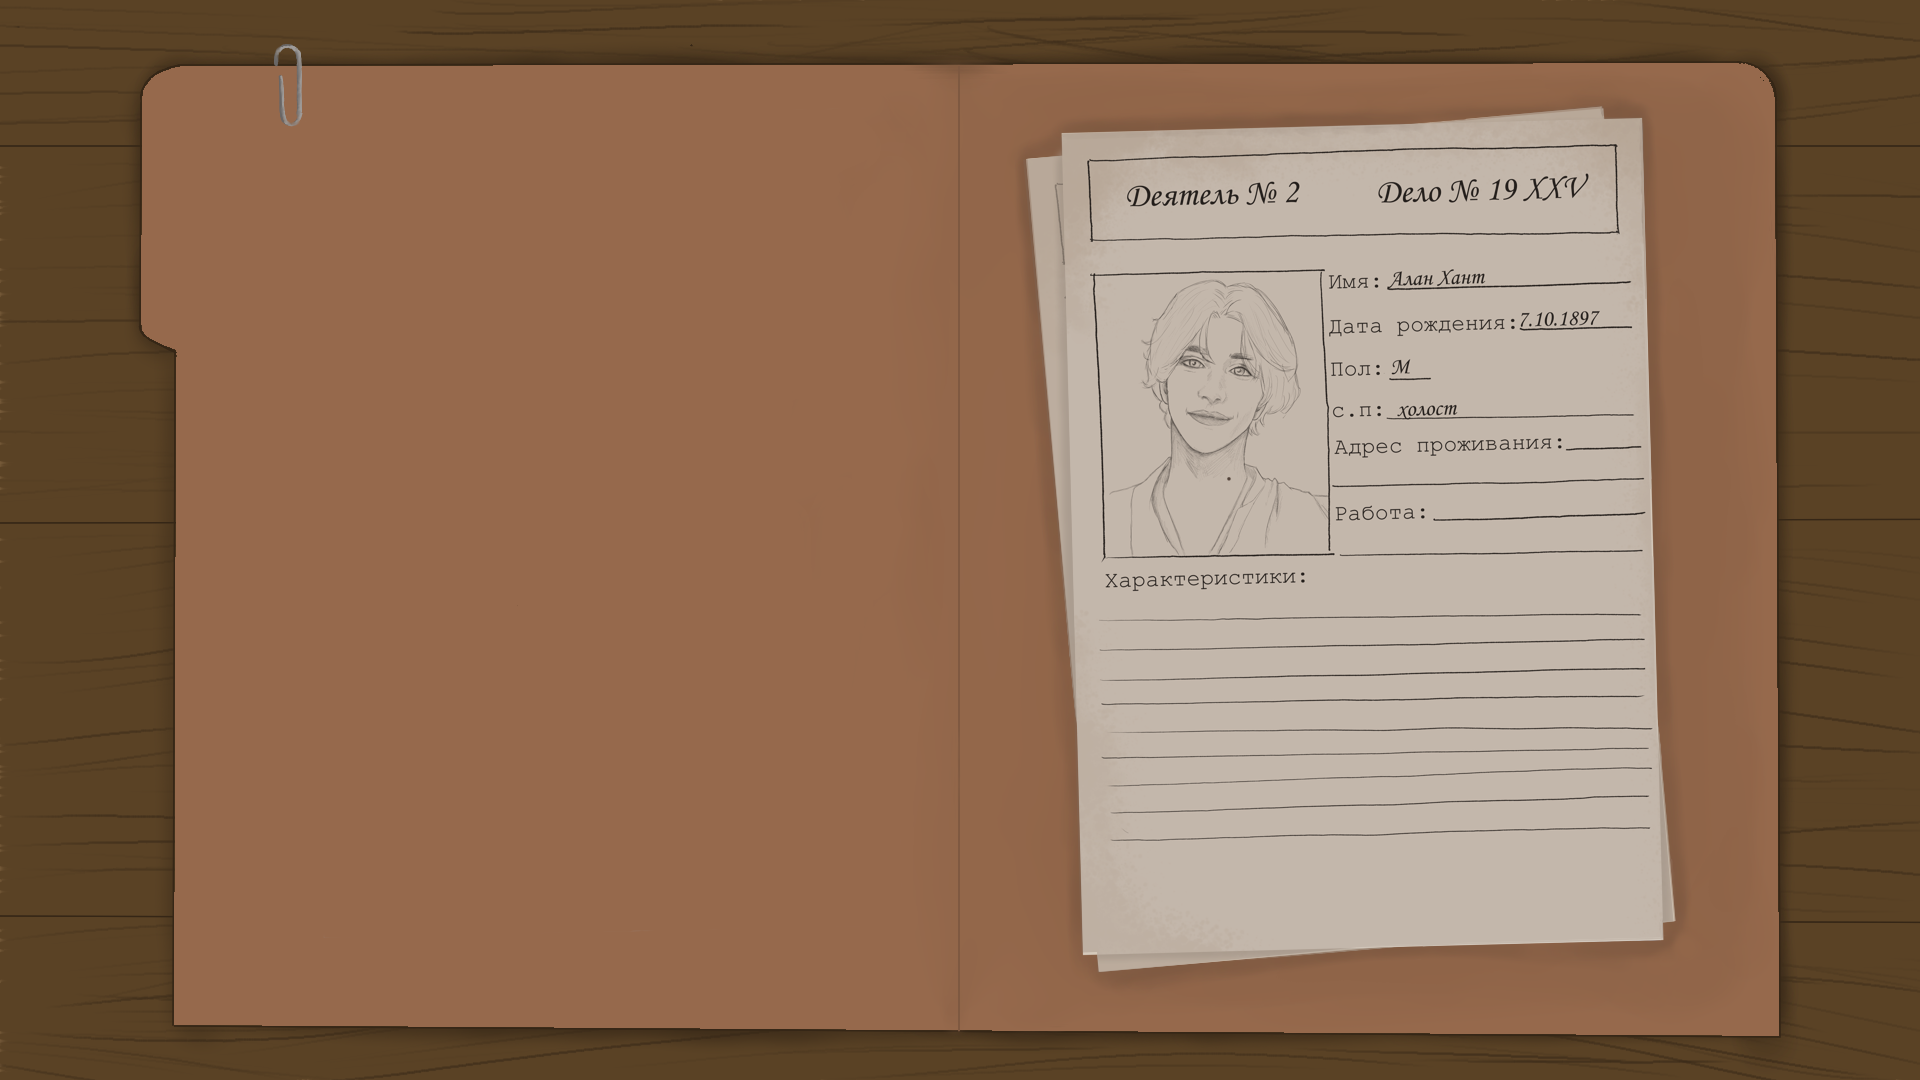 Деятель № 2 Дело № 19 XXV
Имя: Алан Хант
Дата рождения: 7.10.1897
Пол: М
с.п: холост
Адрес проживания:
Работа:
Характеристики: